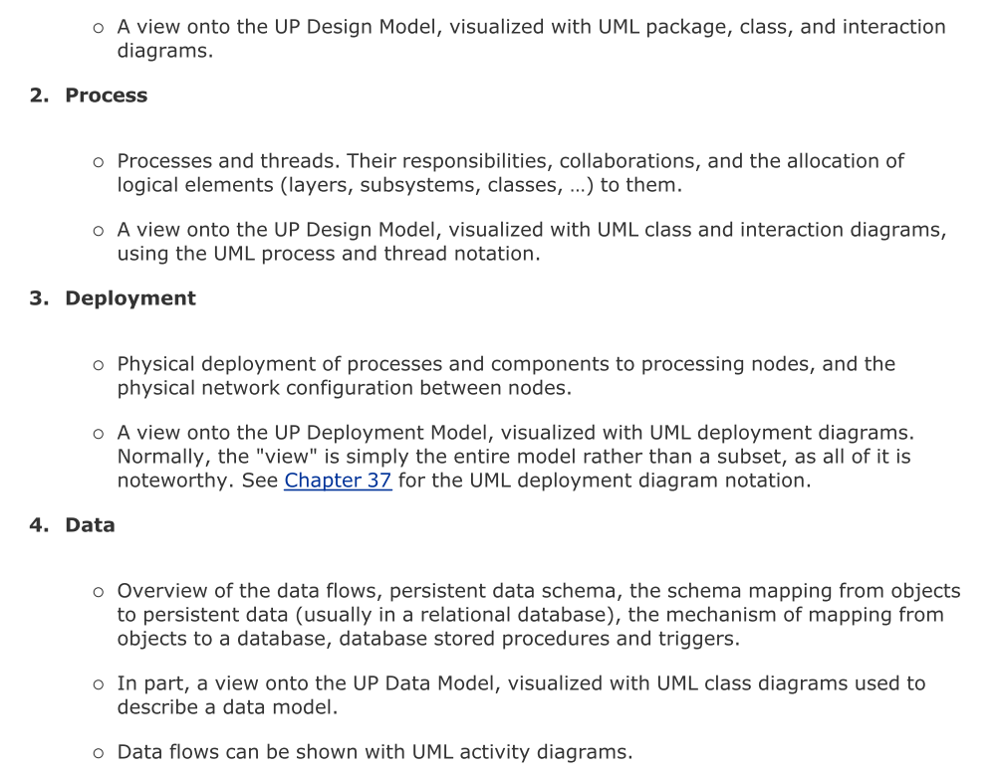 ○ A view onto the UP Design Model, visualized with UML package, class, and interaction
diagrams.
2. Process
○ Processes and threads. Their responsibilities, collaborations, and the allocation of
logical elements (layers, subsystems, classes, …) to them.
○ A view onto the UP Design Model, visualized with UML class and interaction diagrams,
using the UML process and thread notation.
3. Deployment
○ Physical deployment of processes and components to processing nodes, and the
physical network configuration between nodes.
○ A view onto the UP Deployment Model, visualized with UML deployment diagrams.
Normally, the "view" is simply the entire model rather than a subset, as all of it is
noteworthy. See Chapter 37 for the UML deployment diagram notation.
4. Data
○ Overview of the data flows, persistent data schema, the schema mapping from objects
to persistent data (usually in a relational database), the mechanism of mapping from
objects to a database, database stored procedures and triggers.
○ In part, a view onto the UP Data Model, visualized with UML class diagrams used to
describe a data model.
○ Data flows can be shown with UML activity diagrams.